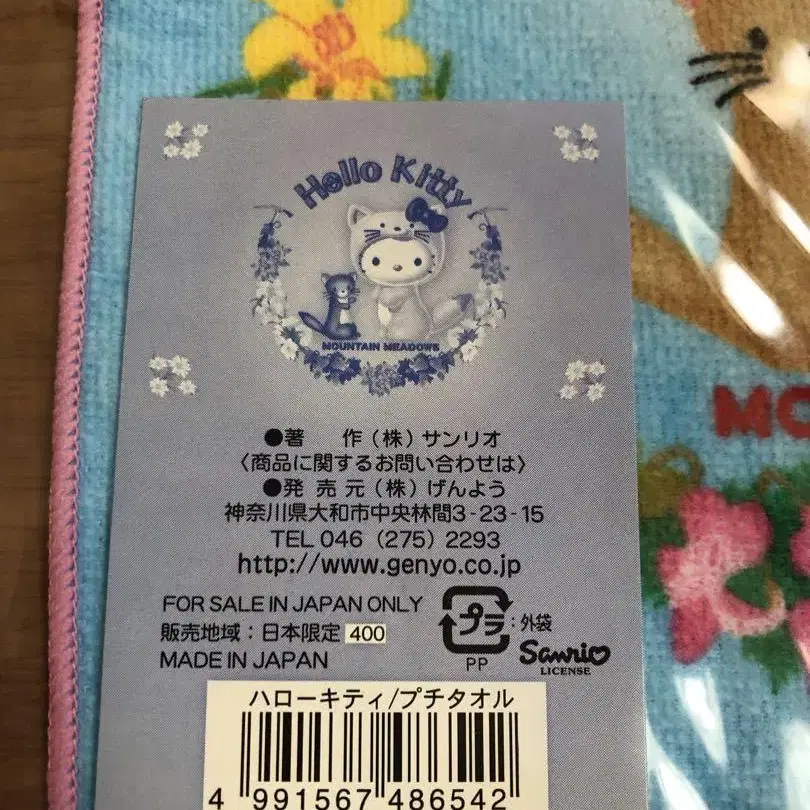 Hello Kitty
MOUNTAIN MEADOWS
●著　作（株）サンリオ
〈商品に関するお問い合わせは〉
●発 売 元（株）げんよう
神奈川県大和市中央林間3-23-15
TEL 046 (275) 2293
http://www.genyo.co.jp
FOR SALE IN JAPAN ONLY
販売地域：日本限定 400
MADE IN JAPAN
プラ：外袋
PP
Sanrio
LICENSE
ハローキティ/プチタオル
4 991567 486542